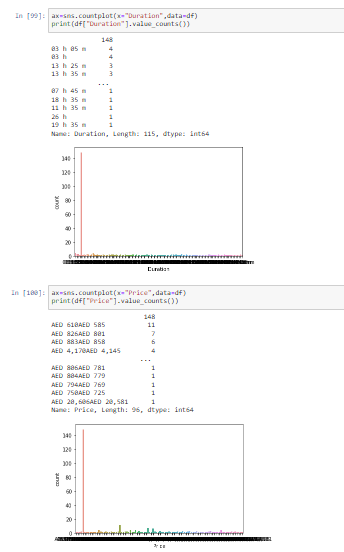 In [99]: ax=sms.countplot(x="Duration",data=df)
print(df["Duration"].value_counts())
148
03 h 05 m 4
03 h 4
13 h 25 m 3
13 h 35 m 3
...
07 h 45 m 1
18 h 35 m 1
11 h 35 m 1
26 h 1
19 h 35 m 1
Name: Duration, Length: 115, dtype: int64
140
120
100
80
60
40
20
0
count
Duration
In [100]: ax=sms.countplot(x="Price",data=df)
print(df["Price"].value_counts())
148
AED 610AED 585 11
AED 826AED 801 7
AED 883AED 858 6
AED 4,170AED 4,145 4
...
AED 806AED 781 1
AED 804AED 779 1
AED 794AED 769 1
AED 750AED 725 1
AED 20,606AED 20,581 1
Name: Price, Length: 96, dtype: int64
140
120
100
80
60
40
20
0
count
Price